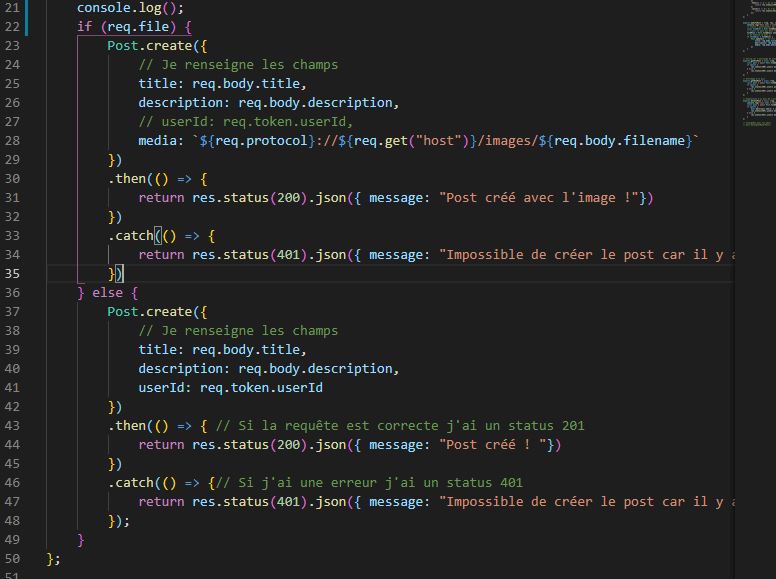 21 console.log();
22 if (req.file) {
23 Post.create({
24 // Je renseigne les champs
25 title: req.body.title,
26 description: req.body.description,
27 // userId: req.token.userId,
28 media: `${req.protocol}://${req.get("host")}/images/${req.body.filename}`
29 })
30 .then(() => {
31 return res.status(200).json({ message: "Post créé avec l'image !"})
32 })
33 .catch(() => {
34 return res.status(401).json({ message: "Impossible de créer le post car il y a
35 })
36 } else {
37 Post.create({
38 // Je renseigne les champs
39 title: req.body.title,
40 description: req.body.description,
41 userId: req.token.userId
42 })
43 .then(() => { // Si la requête est correcte j'ai un status 201
44 return res.status(200).json({ message: "Post créé ! "})
45 })
46 .catch(() => {// Si j'ai une erreur j'ai un status 401
47 return res.status(401).json({ message: "Impossible de créer le post car il y a
48 });
49 }
50 };
51